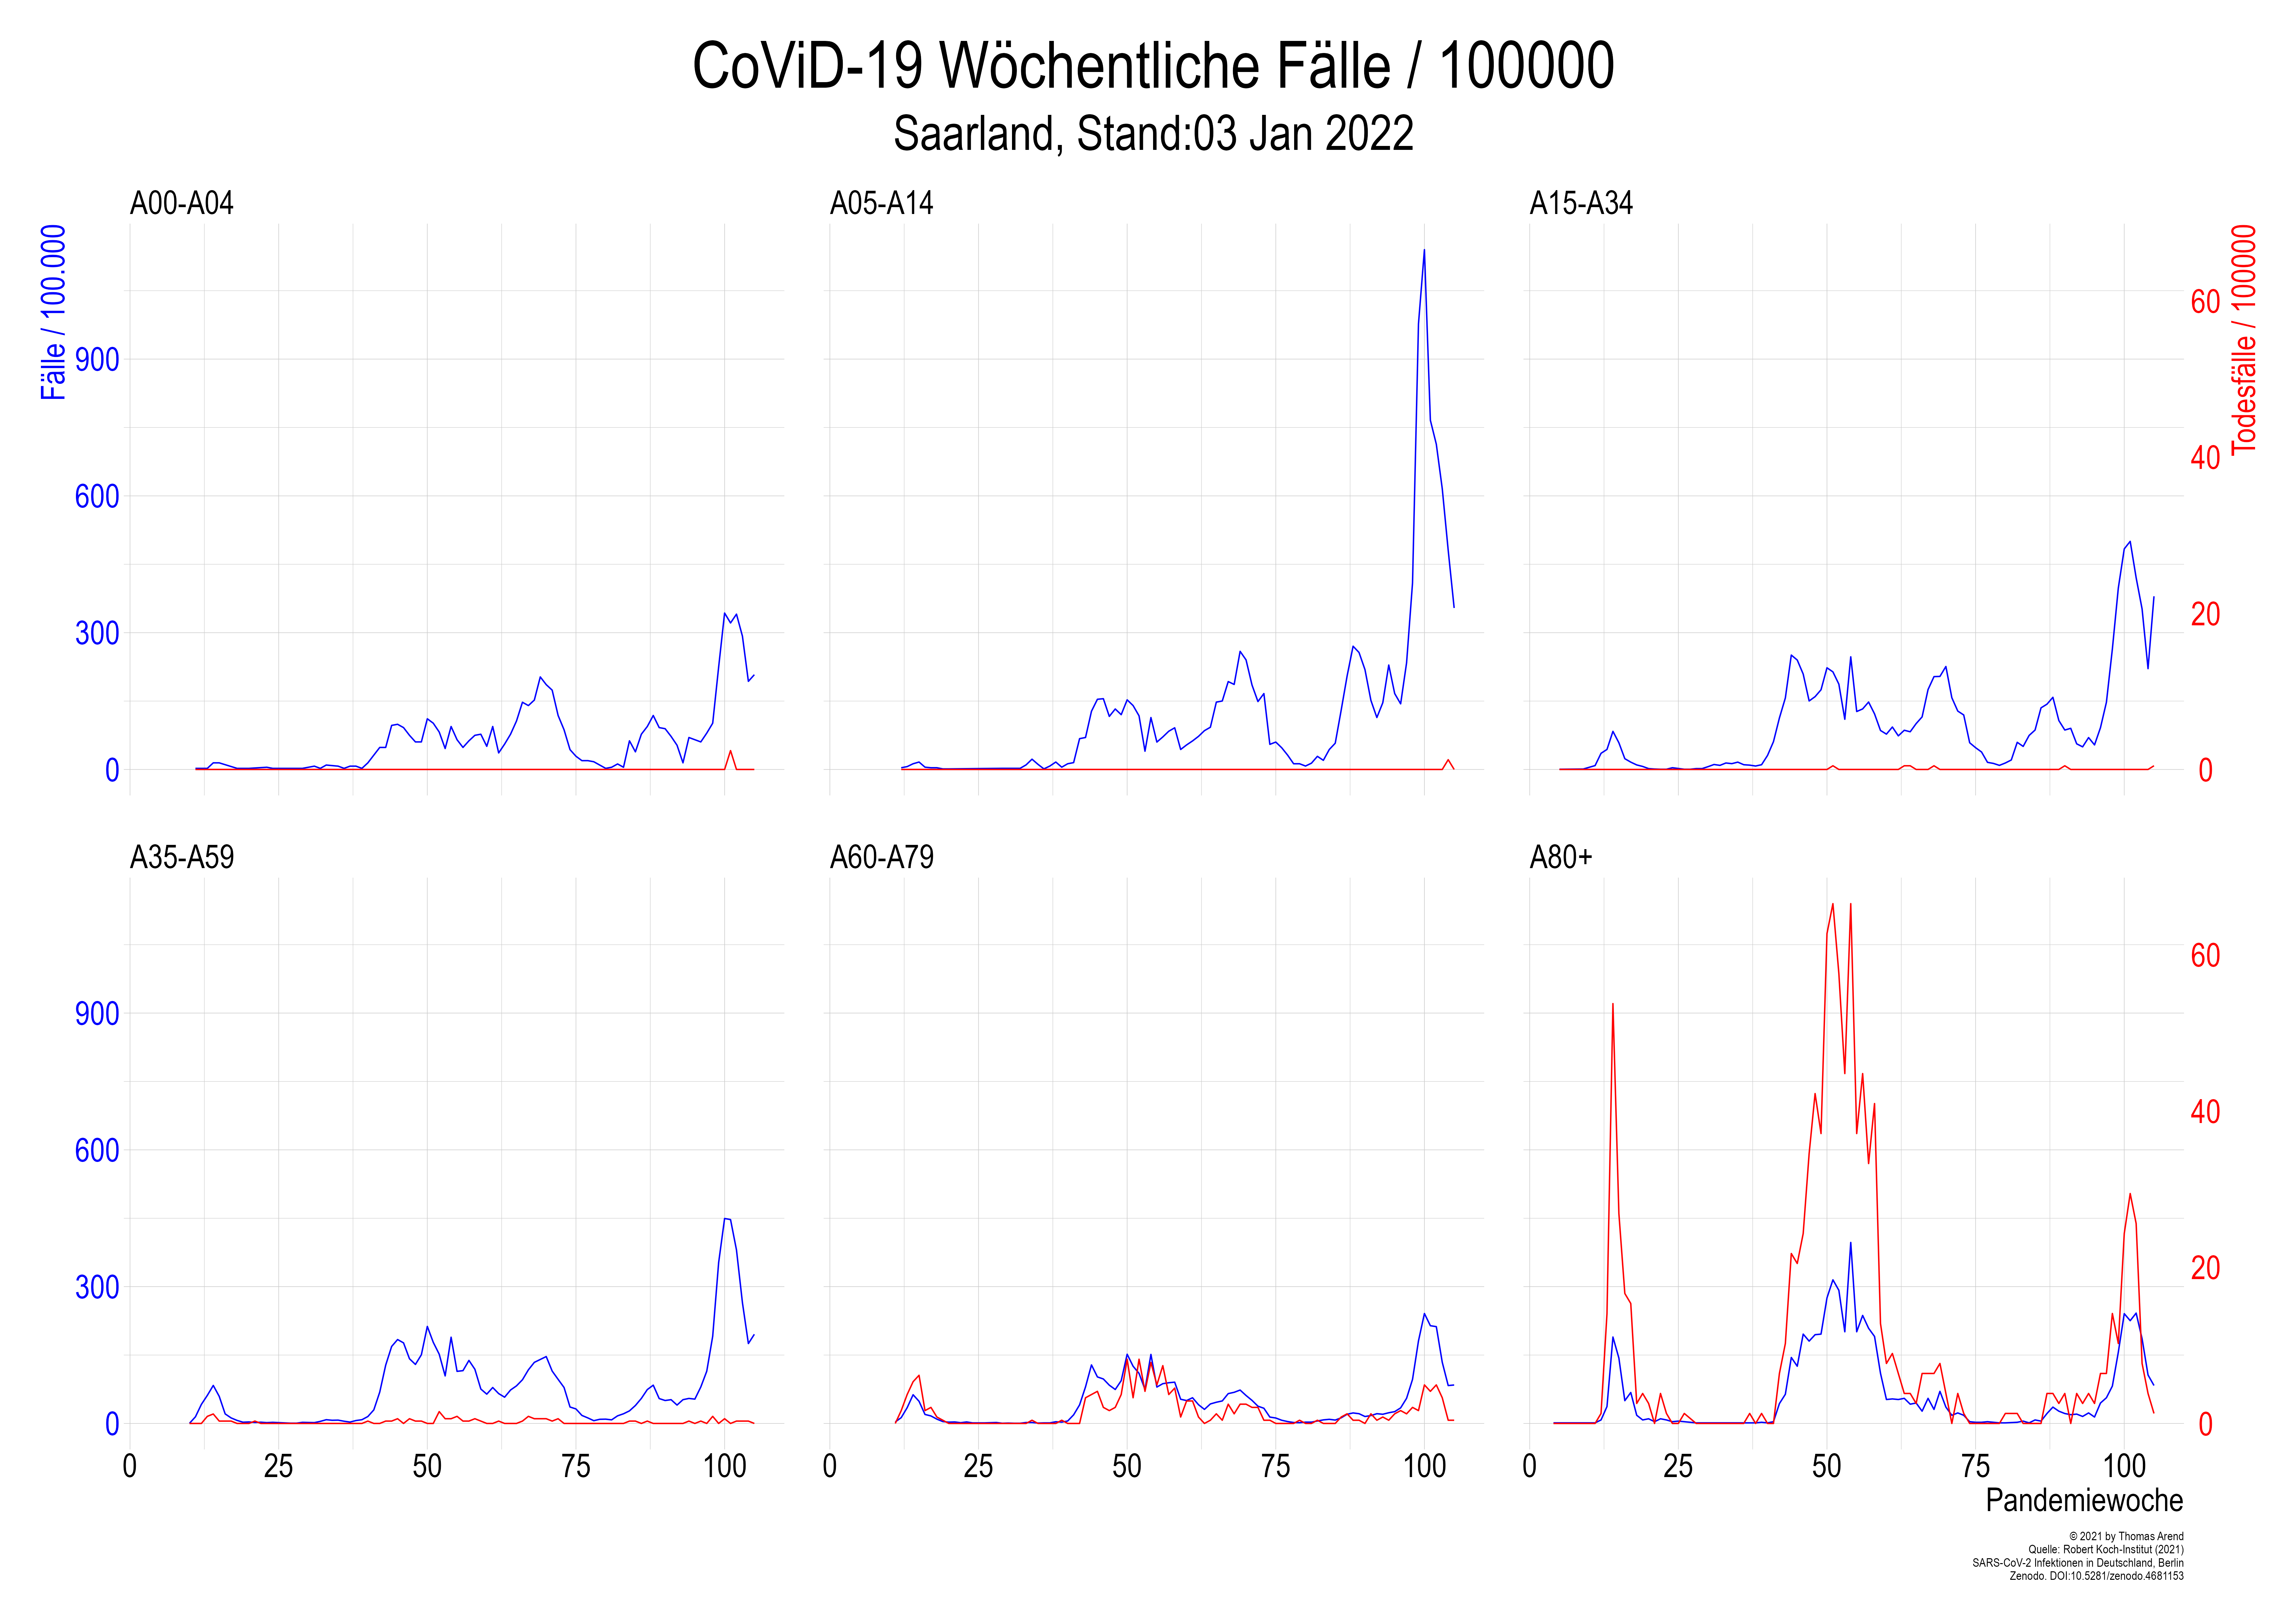 CoViD-19 Wöchentliche Fälle / 100000
Saarland, Stand:03 Jan 2022
A00-A04
A05-A14
A15-A34
Fälle / 100.000
Todesfälle / 100000
900
600
300
0
60
40
20
0
A35-A59
A60-A79
A80+
900
600
300
0
60
40
20
0
0 25 50 75 100
0 25 50 75 100
0 25 50 75 100
Pandemiewoche
© 2021 by Thomas Arend
Quelle: Robert Koch-Institut (2021)
SARS-CoV-2 Infektionen in Deutschland, Berlin
Zenodo. DOI:10.5281/zenodo.4681153